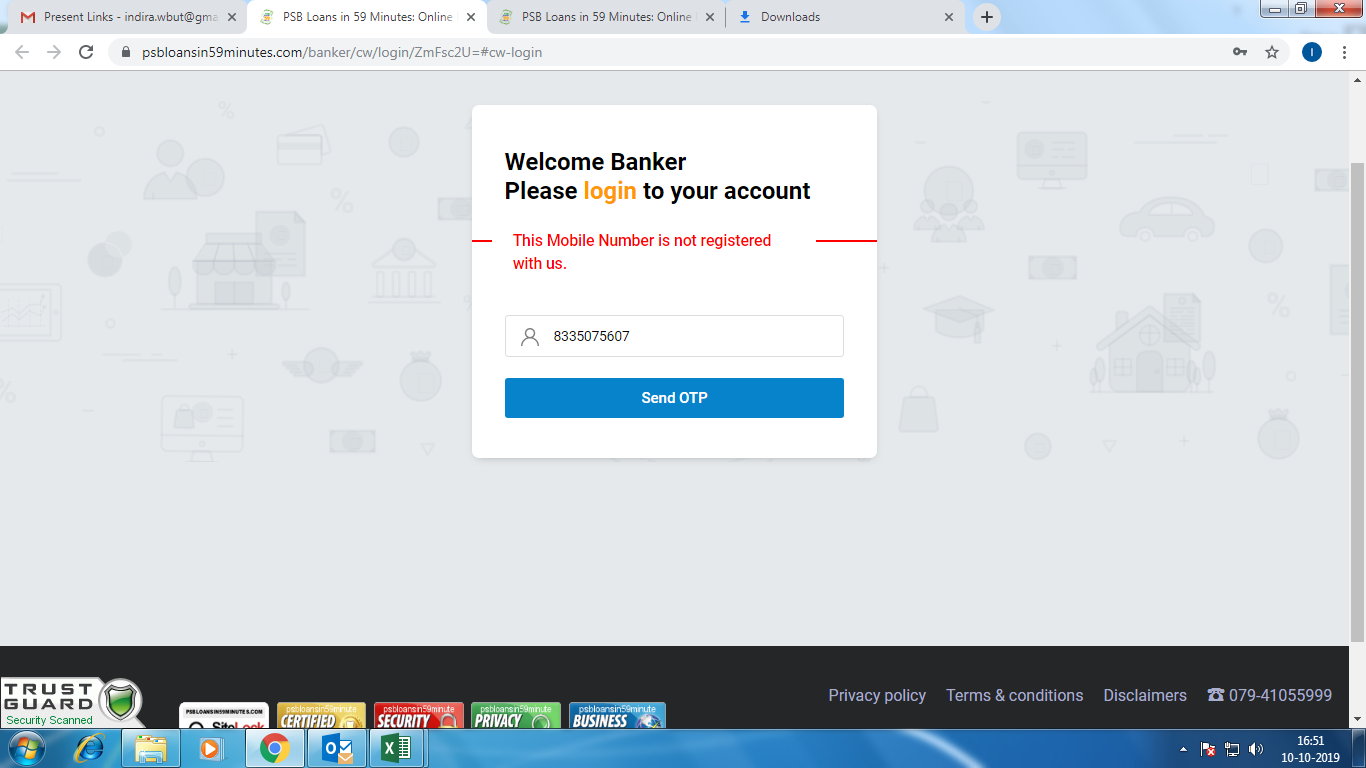 Present Links - indira.wbut@gma
PSB Loans in 59 Minutes: Online
PSB Loans in 59 Minutes: Online
Downloads
psbloansin59minutes.com/banker/cw/login/ZmFsc2U=#cw-login
I
Welcome Banker
Please login to your account
This Mobile Number is not registered
with us.
8335075607
Send OTP
TRUST
GUARD
Security Scanned
PSBLOANSIN59MINUTES.COM
SiteLock
psbloansin59minute
CERTIFIED
psbloansin59minute
SECURITY
psbloansin59minute
PRIVACY
psbloansin59minute
BUSINESS
Privacy policy
Terms & conditions
Disclaimers
079-41055999
16:51
10-10-2019